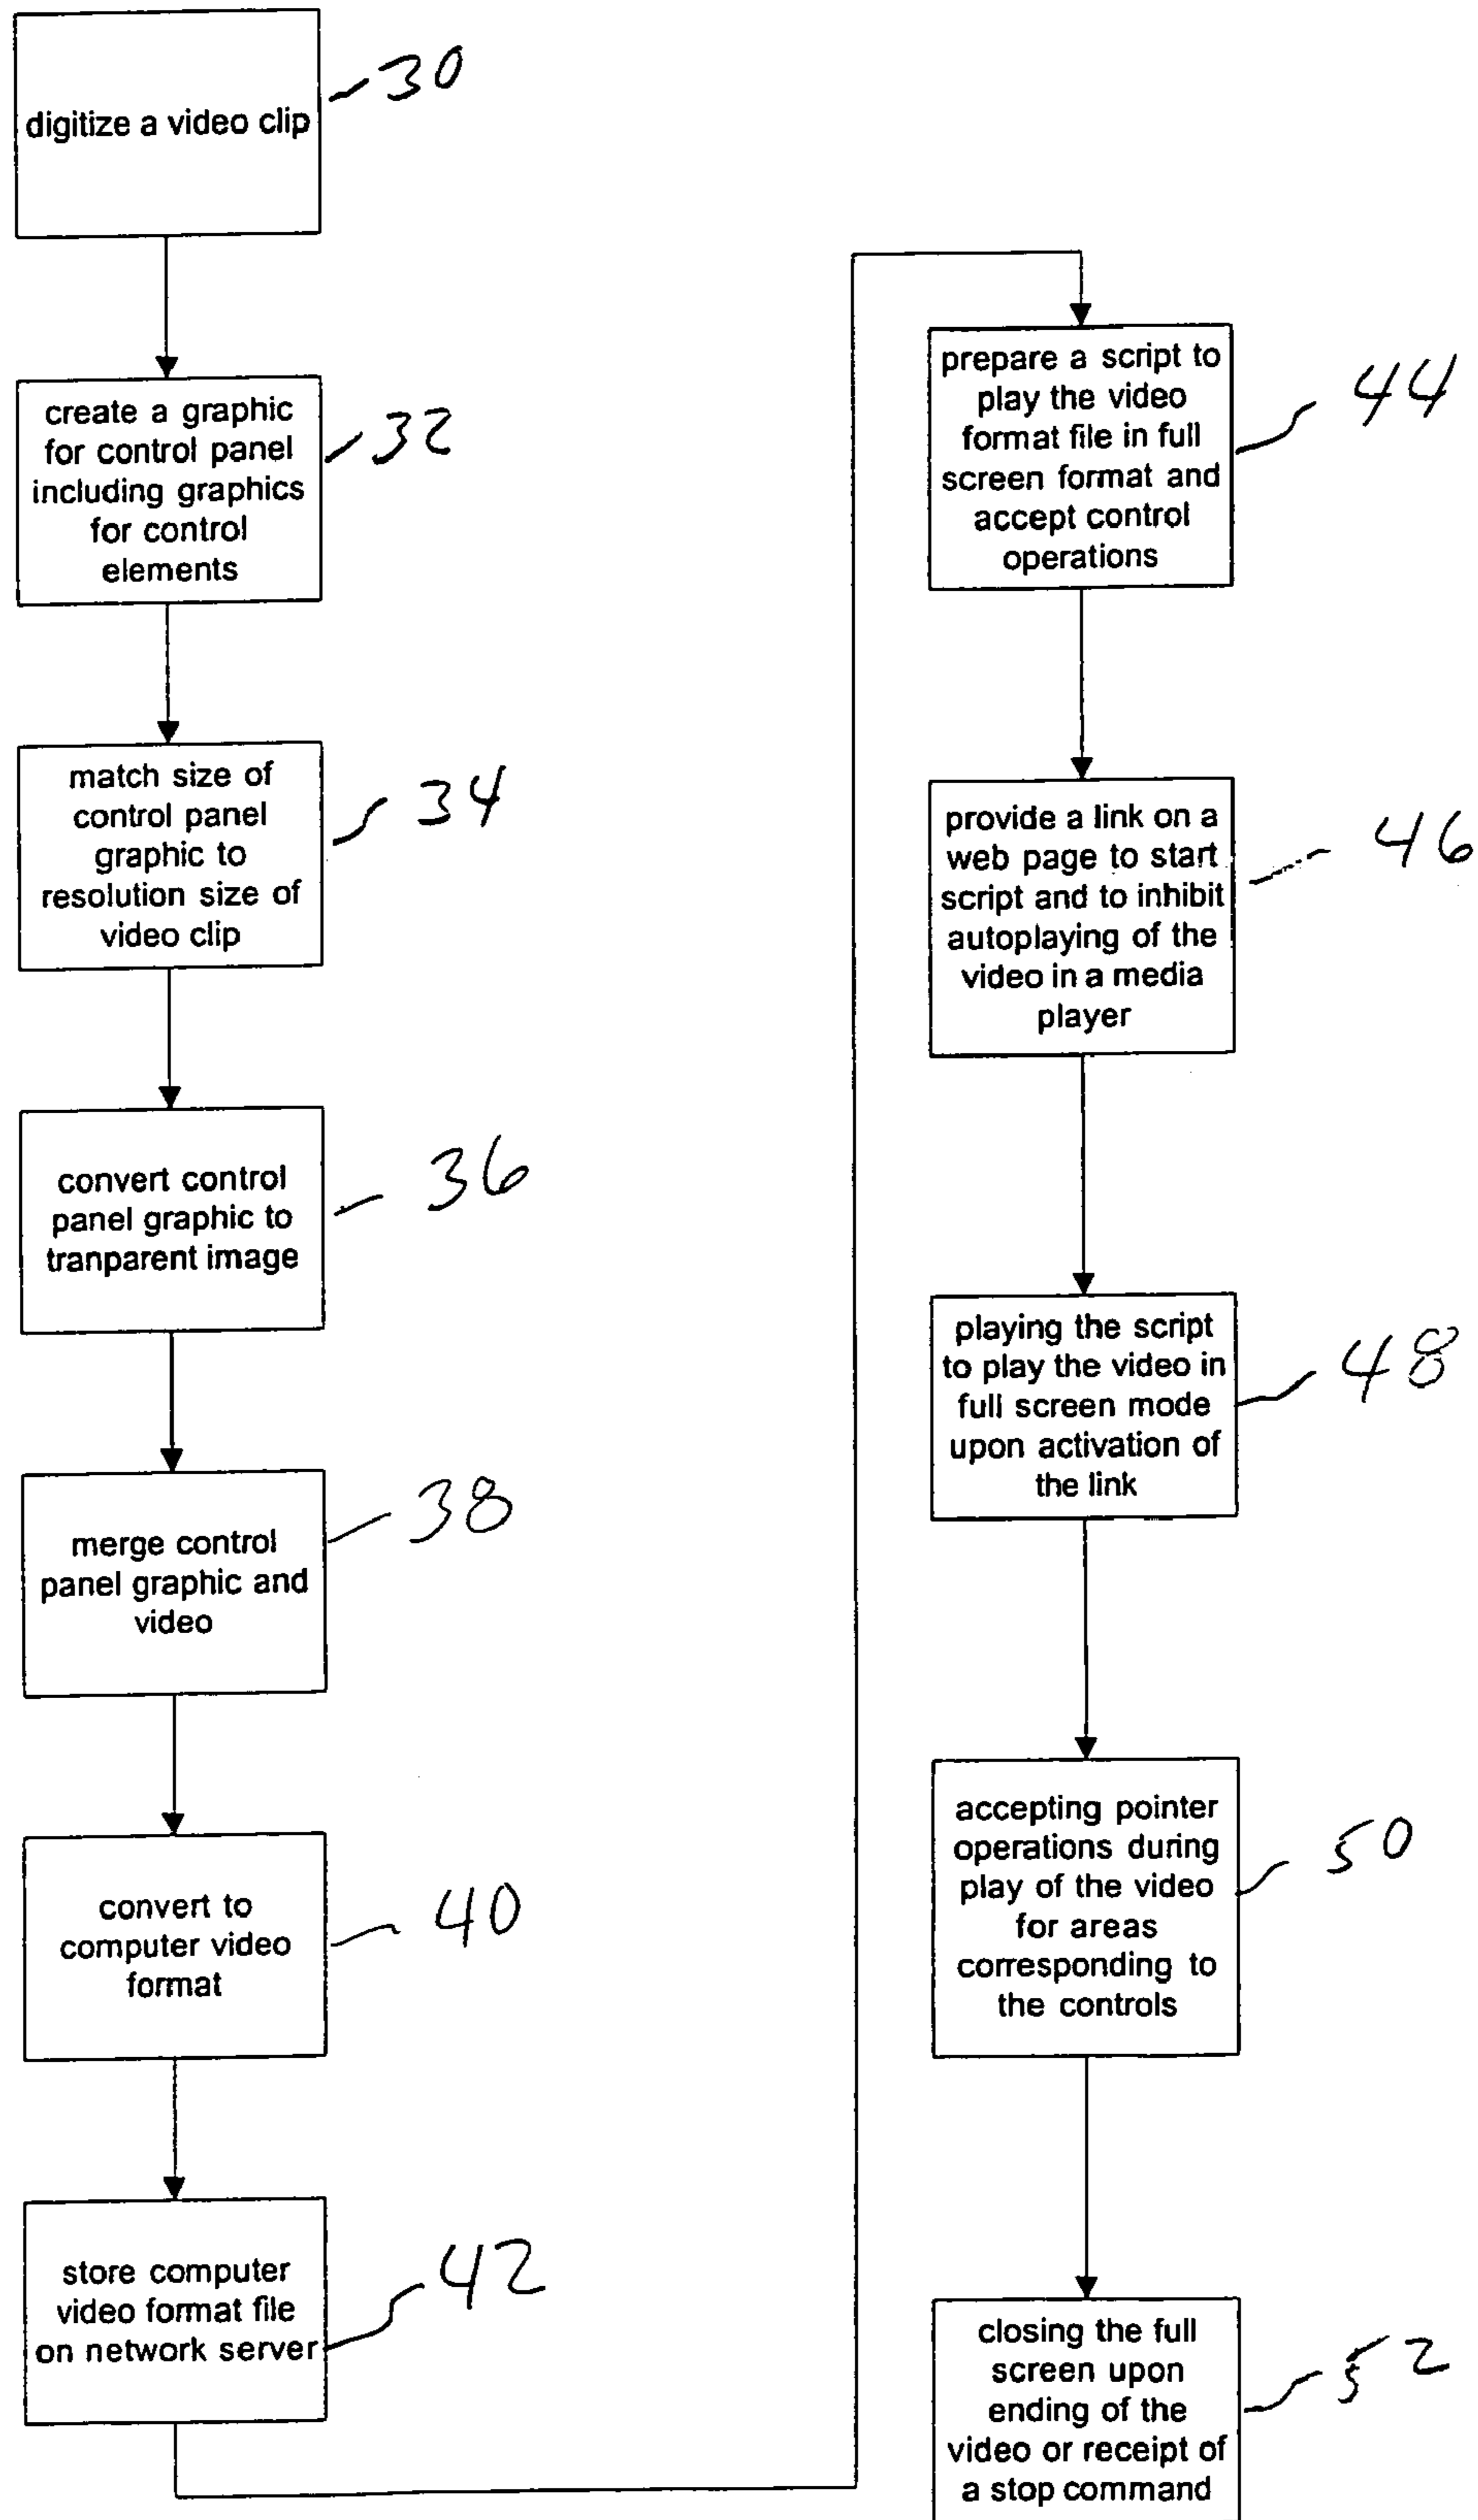 digitize a video clip
30
create a graphic
for control panel
including graphics
for control
elements
32
match size of
control panel
graphic to
resolution size of
video clip
34
convert control
panel graphic to
tranparent image
36
merge control
panel graphic and
video
38
convert to
computer video
format
40
store computer
video format file
on network server
42
prepare a script to
play the video
format file in full
screen format and
accept control
operations
44
provide a link on a
web page to start
script and to inhibit
autoplaying of the
video in a media
player
46
playing the script
to play the video in
full screen mode
upon activation of
the link
48
accepting pointer
operations during
play of the video
for areas
corresponding to
the controls
50
closing the full
screen upon
ending of the
video or receipt of
a stop command
52